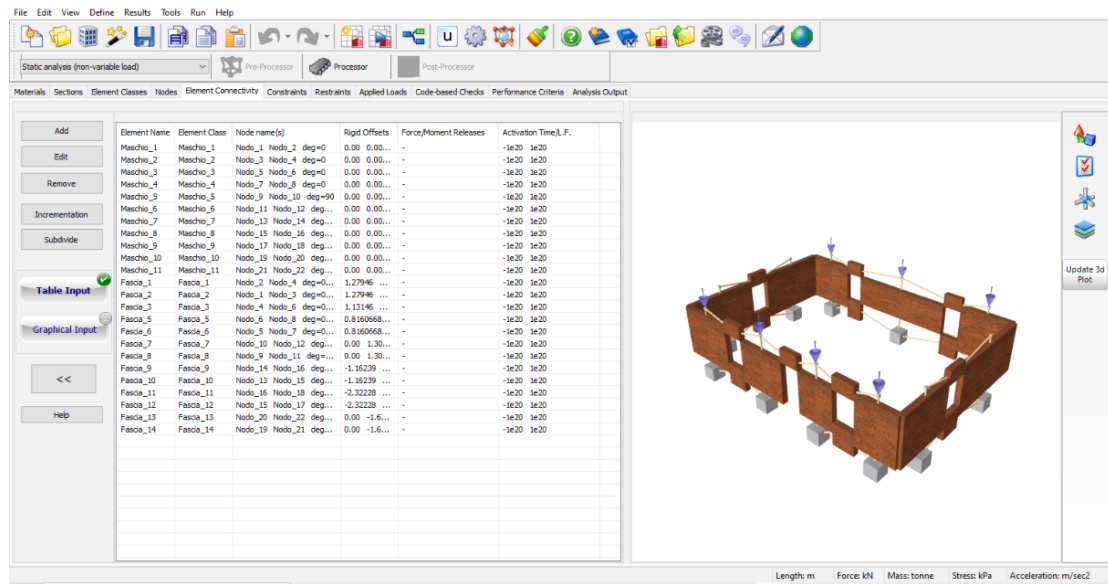 File Edit View Define Results Tools Run Help
u
Static analysis (non-variable load) Pre-Processor Processor Post-Processor
Materials Sections Element Classes Nodes Element Connectivity Constraints Restraints Applied Loads Code-based Checks Performance Criteria Analysis Output
Add
Edit
Remove
Incrementation
Subdivide
Table Input
Graphical Input
<<
Help
Element Name Element Class Node name(s) Rigid Offsets Force/Moment Releases Activation Time/L.F.
Maschio_1 Maschio_1 Nodo_1 Nodo_2 deg=0 0.00 0.00... - -1e20 1e20
Maschio_2 Maschio_2 Nodo_3 Nodo_4 deg=0 0.00 0.00... - -1e20 1e20
Maschio_3 Maschio_3 Nodo_5 Nodo_6 deg=0 0.00 0.00... - -1e20 1e20
Maschio_4 Maschio_4 Nodo_7 Nodo_8 deg=0 0.00 0.00... - -1e20 1e20
Maschio_5 Maschio_5 Nodo_9 Nodo_10 deg=90 0.00 0.00... - -1e20 1e20
Maschio_6 Maschio_6 Nodo_11 Nodo_12 deg... 0.00 0.00... - -1e20 1e20
Maschio_7 Maschio_7 Nodo_13 Nodo_14 deg... 0.00 0.00... - -1e20 1e20
Maschio_8 Maschio_8 Nodo_15 Nodo_16 deg... 0.00 0.00... - -1e20 1e20
Maschio_9 Maschio_9 Nodo_17 Nodo_18 deg... 0.00 0.00... - -1e20 1e20
Maschio_10 Maschio_10 Nodo_19 Nodo_20 deg... 0.00 0.00... - -1e20 1e20
Maschio_11 Maschio_11 Nodo_21 Nodo_22 deg... 0.00 0.00... - -1e20 1e20
Fascia_1 Fascia_1 Nodo_2 Nodo_4 deg=0... 1.27946 ... - -1e20 1e20
Fascia_2 Fascia_2 Nodo_1 Nodo_3 deg=0... 1.27946 ... - -1e20 1e20
Fascia_3 Fascia_3 Nodo_4 Nodo_6 deg=0... 1.13146 ... - -1e20 1e20
Fascia_5 Fascia_5 Nodo_6 Nodo_8 deg=0... 0.8160668... - -1e20 1e20
Fascia_6 Fascia_6 Nodo_5 Nodo_7 deg=0... 0.8160668... - -1e20 1e20
Fascia_7 Fascia_7 Nodo_10 Nodo_12 deg... 0.00 1.30... - -1e20 1e20
Fascia_8 Fascia_8 Nodo_9 Nodo_11 deg=... 0.00 1.30... - -1e20 1e20
Fascia_9 Fascia_9 Nodo_14 Nodo_16 deg... -1.16239 ... - -1e20 1e20
Fascia_10 Fascia_10 Nodo_13 Nodo_15 deg... -1.16239 ... - -1e20 1e20
Fascia_11 Fascia_11 Nodo_16 Nodo_18 deg... -2.32228 ... - -1e20 1e20
Fascia_12 Fascia_12 Nodo_15 Nodo_17 deg... -2.32228 ... - -1e20 1e20
Fascia_13 Fascia_13 Nodo_20 Nodo_22 deg... 0.00 -1.6... - -1e20 1e20
Fascia_14 Fascia_14 Nodo_19 Nodo_21 deg... 0.00 -1.6... - -1e20 1e20
Update 3d
Plot
Length: m Force: kN Mass: tonne Stress: kPa Acceleration: m/sec2